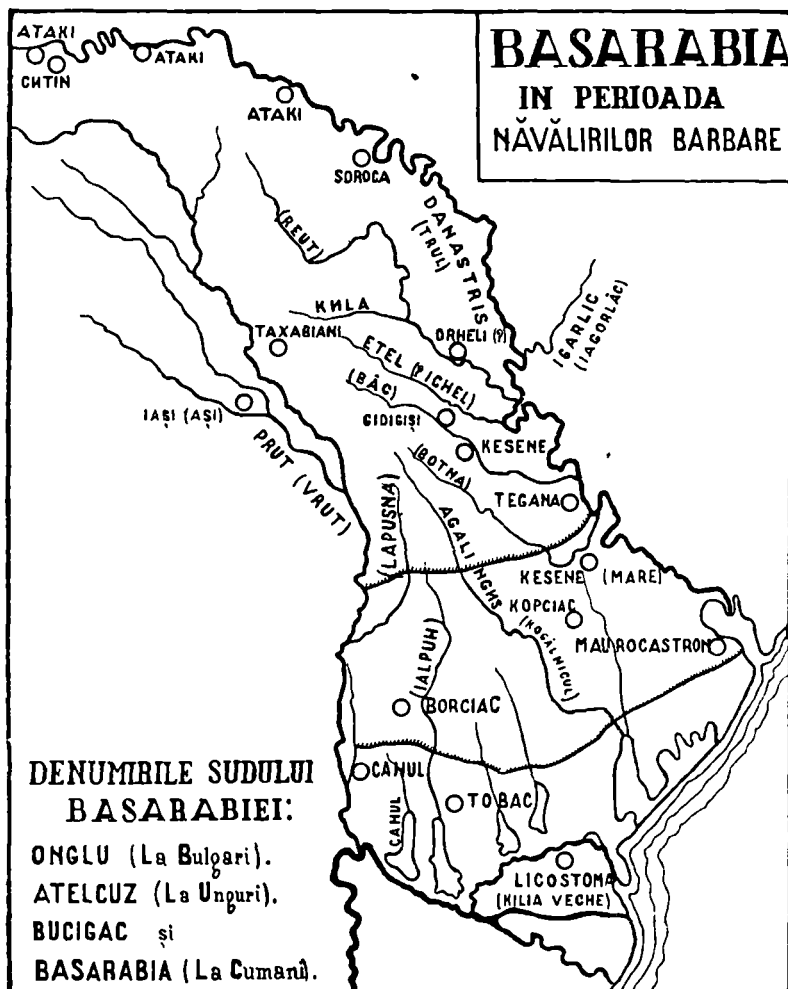 BASARABIA
IN PERIOADA
NĂVĂLIRILOR BARBARE
ATAKI
CHTIN
ATAKI
ATAKI
SOROCA
DANASTRIS
(TRUL)
(REUT)
IGARLIC
(IAGORLÂC)
KHLA
TAXABIANI
ORHELI (?)
ETEL (PICHEL)
(BÂC)
IAȘI (AȘI)
GIDIGIȘI
KESENE
PRUT (VRUT)
(BOTNA)
TEGANA
(LAPUSNA)
AGALINGHS
(KOGÂLNICUL)
KESENE (MARE)
KOPCIAC
MAUROCASTRON
(IALPUH)
BORCIAC
CAHUL
CAHUL
TOBAC
LICOSTOMA
(KILIA VECHE)
DENUMIRILE SUDULUI
BASARABIEI:
ONGLU (La Bulgari).
ATELCUZ (La Unguri).
BUCIGAC și
BASARABIA (La Cumani).